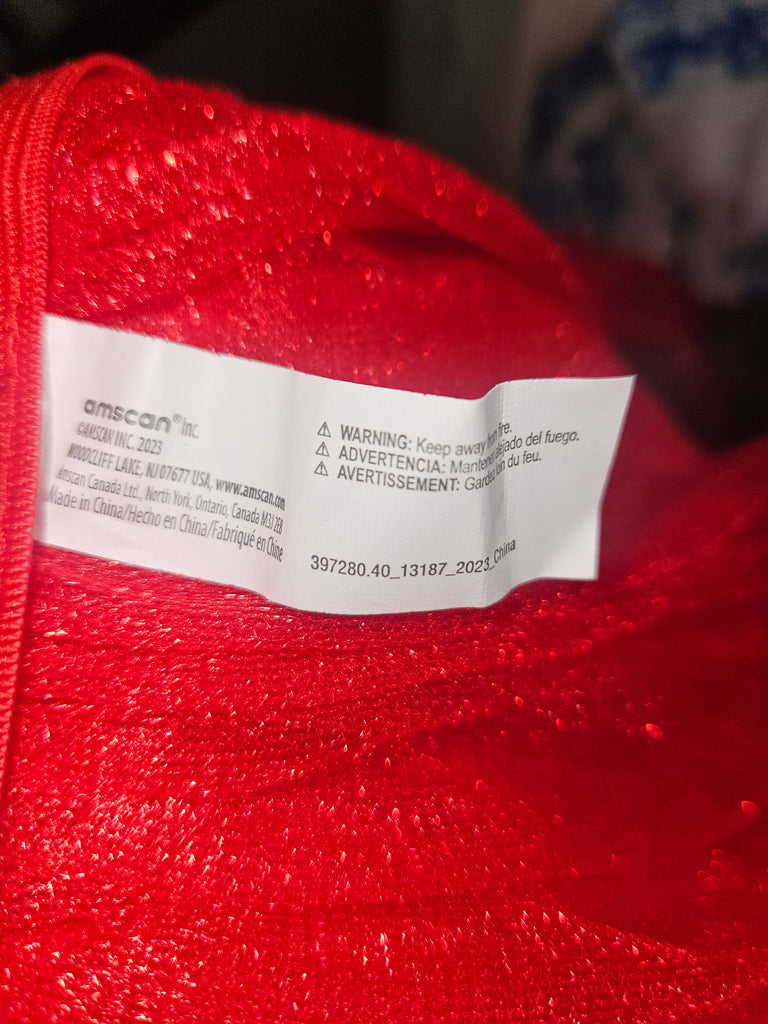 amscan® Inc.
©AMSCAN INC. 2023
WOODCLIFF LAKE, NJ 07677 USA, www.amscan.com
Amscan Canada Ltd., North York, Ontario, Canada M3J 2E8
Made in China/Hecho en China/Fabriqué en Chine
⚠ WARNING: Keep away from fire.
⚠ ADVERTENCIA: Mantener alejado del fuego.
⚠ AVERTISSEMENT: Gardez loin du feu.
397280.40_13187_2023_China